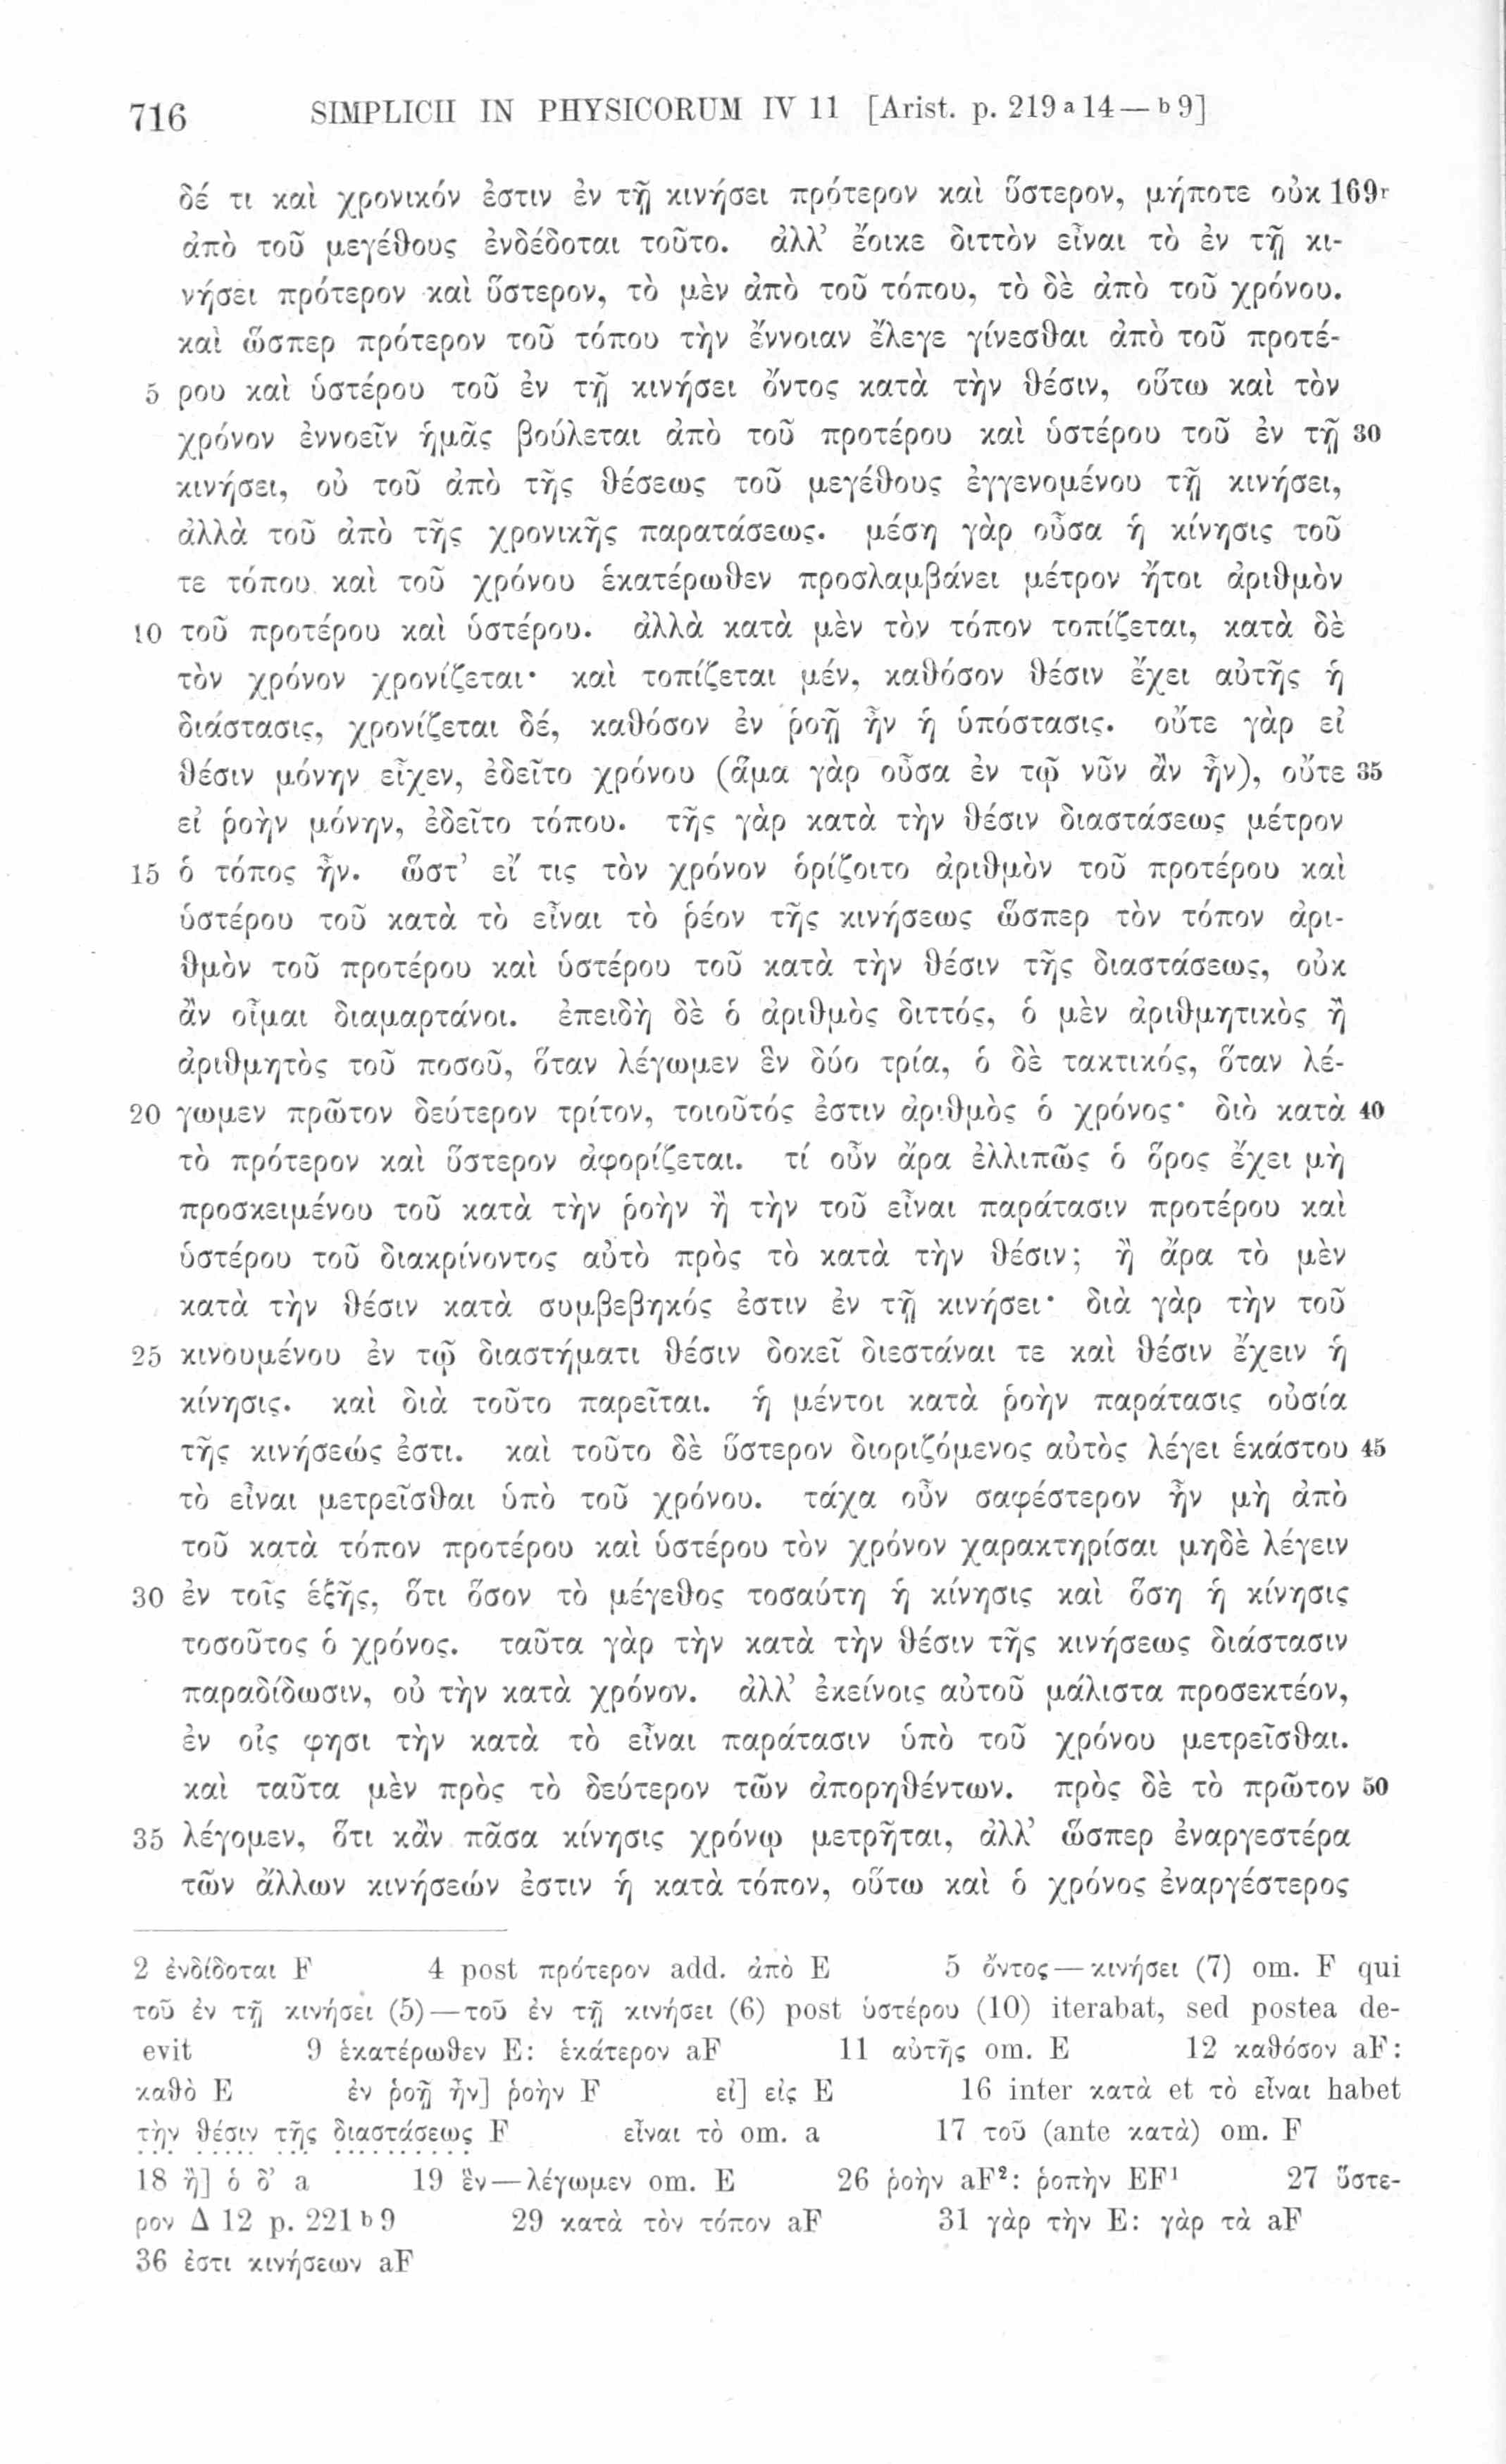 716 SIMPLICII IN PHYSICORUM IV 11 [Arist. p. 219 a 14 — b 9]
δέ τι καὶ χρονικόν ἐστιν ἐν τῇ κινήσει πρότερον καὶ ὕστερον, μήποτε οὐκ 169r
ἀπὸ τοῦ μεγέθους ἐνδέδοται τοῦτο. ἀλλ’ ἔοικε διττὸν εἶναι τὸ ἐν τῇ κι-
νήσει πρότερον καὶ ὕστερον, τὸ μὲν ἀπὸ τοῦ τόπου, τὸ δὲ ἀπὸ τοῦ χρόνου.
καὶ ὥσπερ πρότερον τοῦ τόπου τὴν ἔννοιαν ἔλεγε γίνεσθαι ἀπὸ τοῦ προτέ-
5 ρου καὶ ὑστέρου τοῦ ἐν τῇ κινήσει ὄντος κατὰ τὴν θέσιν, οὕτω καὶ τὸν
χρόνον ἐννοεῖν ἡμᾶς βούλεται ἀπὸ τοῦ προτέρου καὶ ὑστέρου τοῦ ἐν τῇ 30
κινήσει, οὐ τοῦ ἀπὸ τῆς θέσεως τοῦ μεγέθους ἐγγενομένου τῇ κινήσει,
ἀλλὰ τοῦ ἀπὸ τῆς χρονικῆς παρατάσεως. μέση γὰρ οὖσα ἡ κίνησις τοῦ
τε τόπου καὶ τοῦ χρόνου ἑκατέρωθεν προσλαμβάνει μέτρον ἤτοι ἀριθμὸν
10 τοῦ προτέρου καὶ ὑστέρου. ἀλλὰ κατὰ μὲν τὸν τόπον τοπίζεται, κατὰ δὲ
τὸν χρόνον χρονίζεται· καὶ τοπίζεται μέν, καθόσον θέσιν ἔχει αὐτῆς ἡ
διάστασις, χρονίζεται δέ, καθόσον ἐν ῥοῇ ἦν ἡ ὑπόστασις. οὔτε γὰρ εἰ
θέσιν μόνην εἶχεν, ἐδεῖτο χρόνου (ἅμα γὰρ οὖσα ἐν τῷ νῦν ἂν ἦν), οὔτε 35
εἰ ῥοὴν μόνην, ἐδεῖτο τόπου. τῆς γὰρ κατὰ τὴν θέσιν διαστάσεως μέτρον
15 ὁ τόπος ἦν. ὥστ’ εἴ τις τὸν χρόνον ὁρίζοιτο ἀριθμὸν τοῦ προτέρου καὶ
ὑστέρου τοῦ κατὰ τὸ εἶναι τὸ ῥέον τῆς κινήσεως ὥσπερ τὸν τόπον ἀρι-
θμὸν τοῦ προτέρου καὶ ὑστέρου τοῦ κατὰ τὴν θέσιν τῆς διαστάσεως, οὐκ
ἂν οἶμαι διαμαρτάνοι. ἐπειδὴ δὲ ὁ ἀριθμὸς διττός, ὁ μὲν ἀριθμητικὸς ἢ
ἀριθμητὸς τοῦ ποσοῦ, ὅταν λέγωμεν ἓν δύο τρία, ὁ δὲ τακτικός, ὅταν λέ-
20 γωμεν πρῶτον δεύτερον τρίτον, τοιοῦτός ἐστιν ἀριθμὸς ὁ χρόνος· διὸ κατὰ 40
τὸ πρότερον καὶ ὕστερον ἀφορίζεται. τί οὖν ἄρα ἐλλιπῶς ὁ ὅρος ἔχει μὴ
προσκειμένου τοῦ κατὰ τὴν ῥοὴν ἢ τὴν τοῦ εἶναι παράτασιν προτέρου καὶ
ὑστέρου τοῦ διακρίνοντος αὐτὸ πρὸς τὸ κατὰ τὴν θέσιν; ἢ ἄρα τὸ μὲν
κατὰ τὴν θέσιν κατὰ συμβεβηκός ἐστιν ἐν τῇ κινήσει· διὰ γὰρ τὴν τοῦ
25 κινουμένου ἐν τῷ διαστήματι θέσιν δοκεῖ διεστάναι τε καὶ θέσιν ἔχειν ἡ
κίνησις. καὶ διὰ τοῦτο παρεῖται. ἡ μέντοι κατὰ ῥοὴν παράτασις οὐσία
τῆς κινήσεώς ἐστι. καὶ τοῦτο δὲ ὕστερον διοριζόμενος αὐτὸς λέγει ἑκάστου 45
τὸ εἶναι μετρεῖσθαι ὑπὸ τοῦ χρόνου. τάχα οὖν σαφέστερον ἦν μὴ ἀπὸ
τοῦ κατὰ τόπον προτέρου καὶ ὑστέρου τὸν χρόνον χαρακτηρίσαι μηδὲ λέγειν
30 ἐν τοῖς ἑξῆς, ὅτι ὅσον τὸ μέγεθος τοσαύτη ἡ κίνησις καὶ ὅση ἡ κίνησις
τοσοῦτος ὁ χρόνος. ταῦτα γὰρ τὴν κατὰ τὴν θέσιν τῆς κινήσεως διάστασιν
παραδίδωσιν, οὐ τὴν κατὰ χρόνον. ἀλλ’ ἐκείνοις αὐτοῦ μάλιστα προσεκτέον,
ἐν οἷς φησι τὴν κατὰ τὸ εἶναι παράτασιν ὑπὸ τοῦ χρόνου μετρεῖσθαι.
καὶ ταῦτα μὲν πρὸς τὸ δεύτερον τῶν ἀπορηθέντων. πρὸς δὲ τὸ πρῶτον 50
35 λέγομεν, ὅτι κἂν πᾶσα κίνησις χρόνῳ μετρῆται, ἀλλ’ ὥσπερ ἐναργεστέρα
τῶν ἄλλων κινήσεών ἐστιν ἡ κατὰ τόπον, οὕτω καὶ ὁ χρόνος ἐναργέστερος
2 ἐνδίδοται F 4 post πρότερον add. ἀπὸ E 5 ὄντος — κινήσει (7) om. F qui
τοῦ ἐν τῇ κινήσει (5) — τοῦ ἐν τῇ κινήσει (6) post ὑστέρου (10) iterabat, sed postea de-
evit 9 ἑκατέρωθεν E: ἑκάτερον aF 11 αὐτῆς om. E 12 καθόσον aF:
καθὸ E ἐν ῥοῇ ἦν] ῥοὴν F εἰ] εἰς E 16 inter κατὰ et τὸ εἶναι habet
τὴν θέσιν τῆς διαστάσεως F εἶναι τὸ om. a 17 τοῦ (ante κατὰ) om. F
18 ἢ] ὁ δ’ a 19 ἓν — λέγωμεν om. E 26 ῥοὴν aF²: ῥοπὴν EF¹ 27 ὕστε-
ρον Δ 12 p. 221 b 9 29 κατὰ τὸν τόπον aF 31 γὰρ τὴν E: γὰρ τὰ aF
36 ἐστι κινήσεων aF